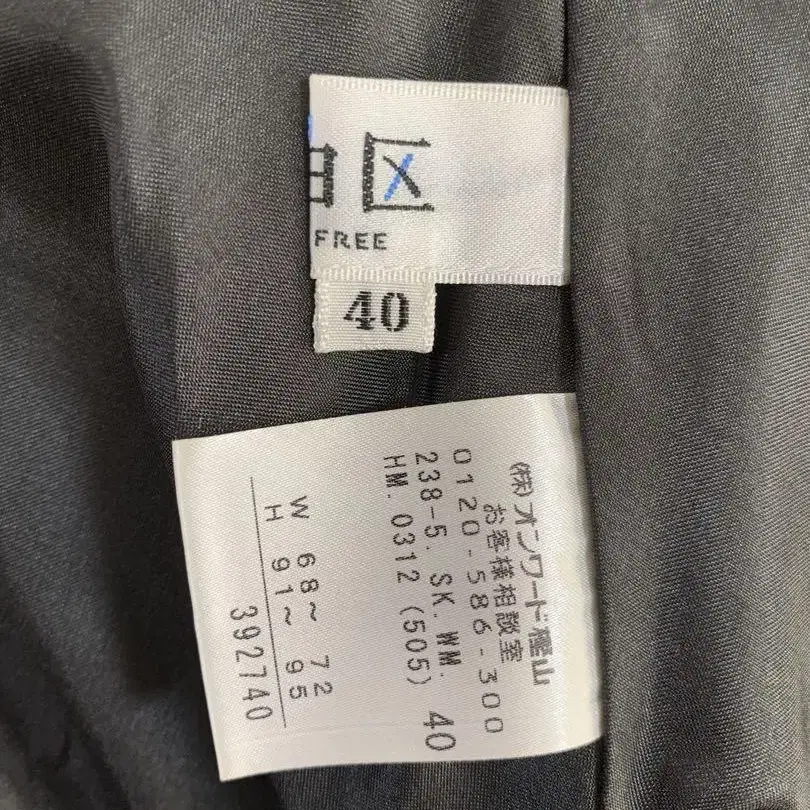 区
FREE
40
(株)オンワード樫山
お客様相談室
0120-586-300
238-5. SK.WM. 40
HM. 0312(505)
W 68~ 72
H 91~ 95
392740